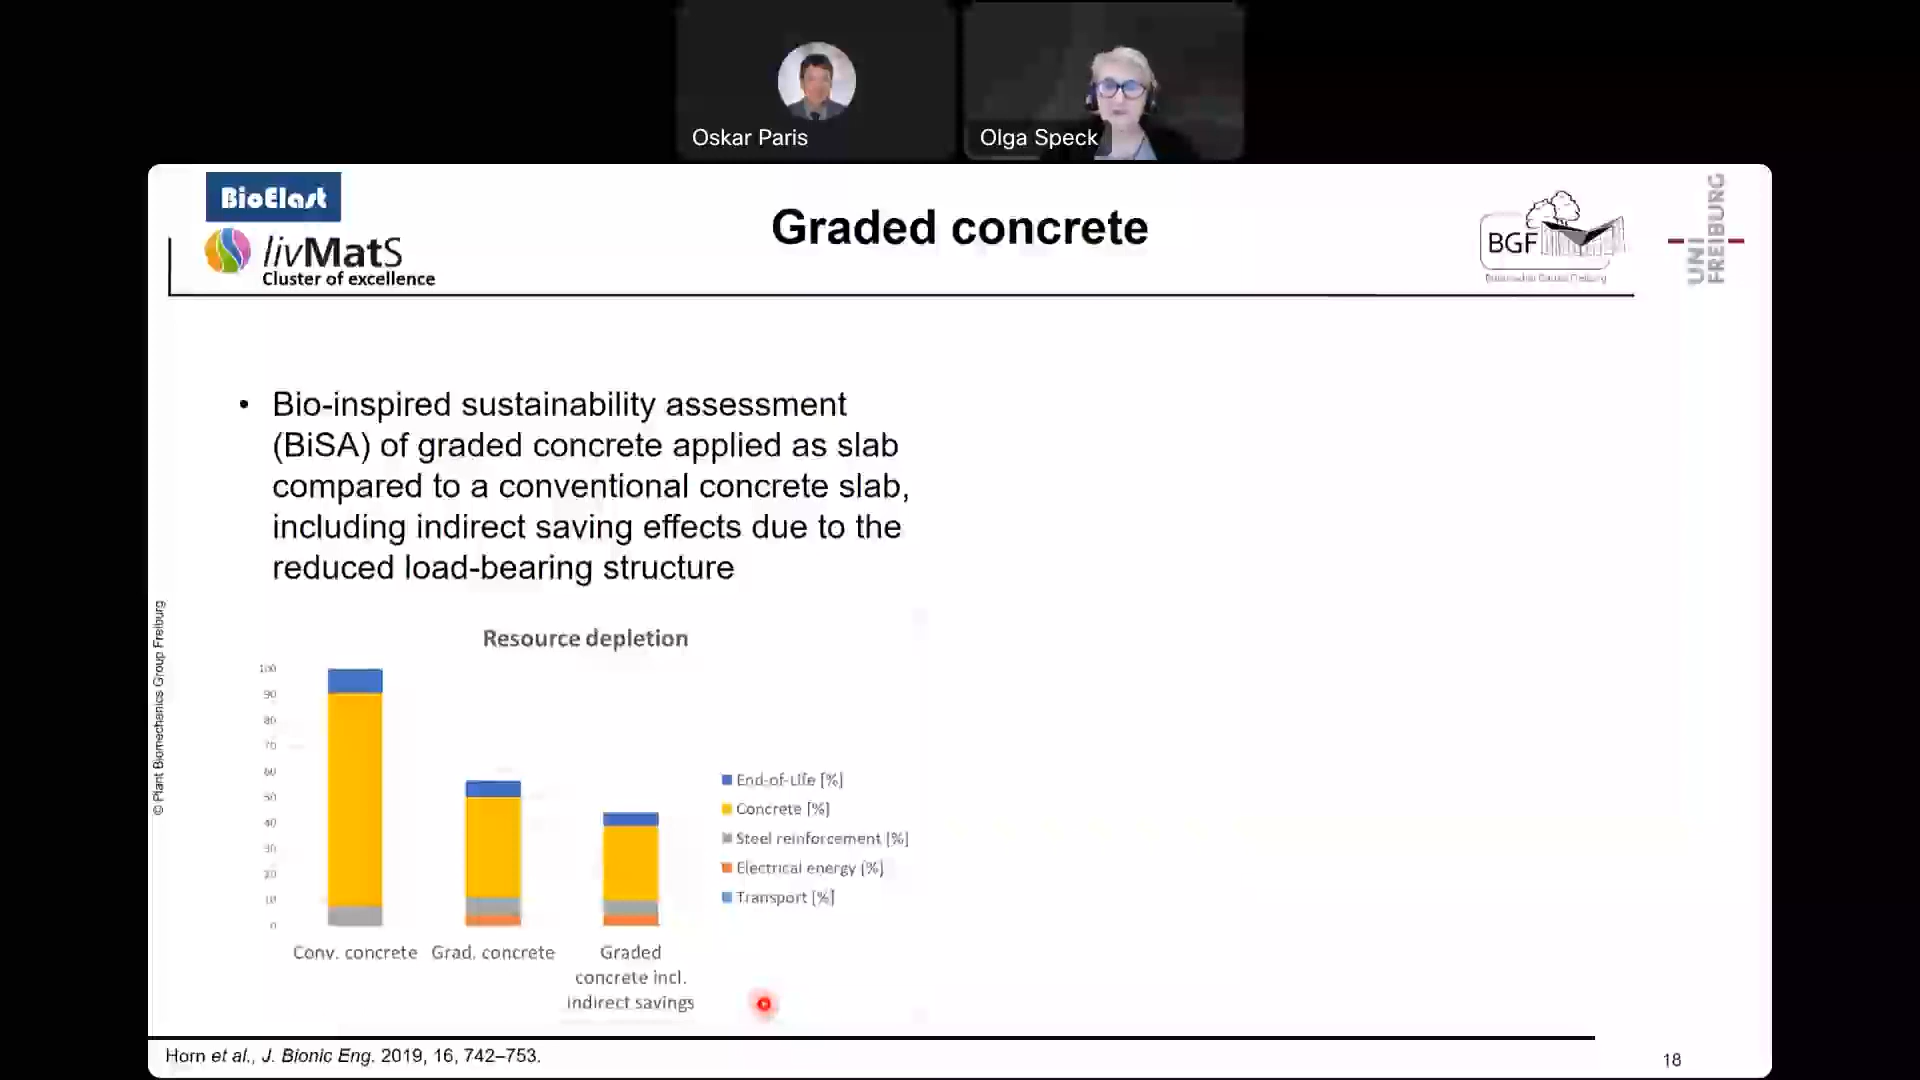 Oskar Paris
Olga Speck
BioElast
livMatS
Cluster of excellence
Graded concrete
BGF
Botanischer Garten Freiburg
UNI
FREIBURG
• Bio-inspired sustainability assessment
(BiSA) of graded concrete applied as slab
compared to a conventional concrete slab,
including indirect saving effects due to the
reduced load-bearing structure
© Plant Biomechanics Group Freiburg
Resource depletion
100
90
80
70
60
50
40
30
20
10
0
Conv. concrete
Grad. concrete
Graded
concrete incl.
indirect savings
End-of-Life [%]
Concrete [%]
Steel reinforcement [%]
Electrical energy [%]
Transport [%]
Horn et al., J. Bionic Eng. 2019, 16, 742–753.
18